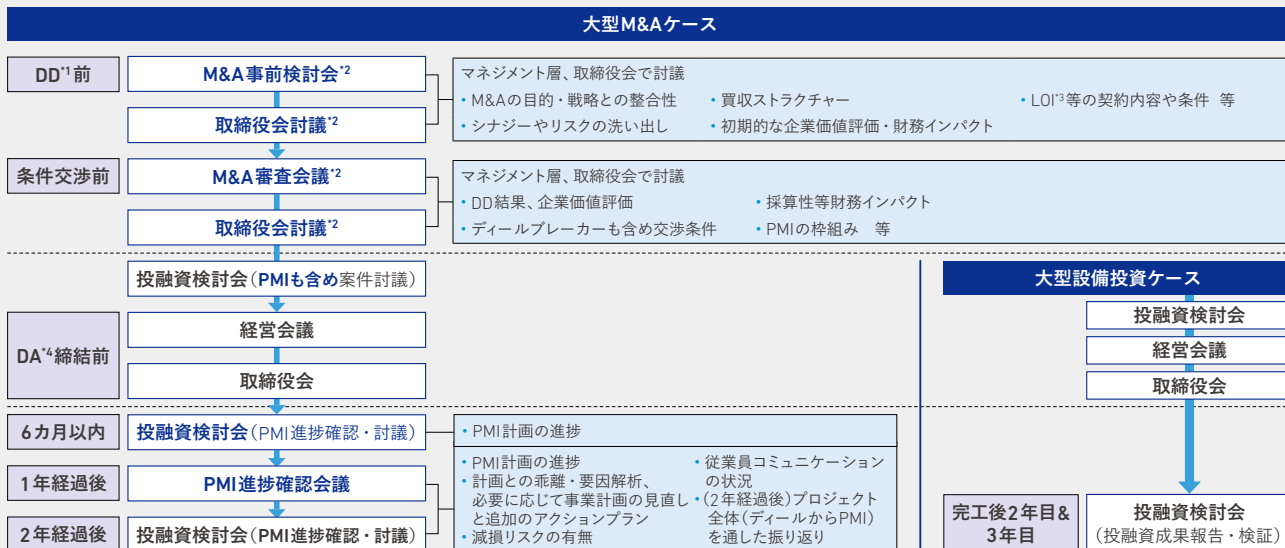 大型M&Aケース
DD*1前
M&A事前検討会*2
取締役会討議*2
マネジメント層、取締役会で討議
・M&Aの目的・戦略との整合性
・シナジーやリスクの洗い出し
・買収ストラクチャー
・初期的な企業価値評価・財務インパクト
・LOI*3等の契約内容や条件 等
条件交渉前
M&A審査会議*2
取締役会討議*2
マネジメント層、取締役会で討議
・DD結果、企業価値評価
・ディールブレーカーも含め交渉条件
・採算性等財務インパクト
・PMIの枠組み 等
投融資検討会(PMIも含め案件討議)
DA*4締結前
経営会議
取締役会
6カ月以内
投融資検討会(PMI進捗確認・討議)
・PMI計画の進捗
1年経過後
PMI進捗確認会議
2年経過後
投融資検討会(PMI進捗確認・討議)
・PMI計画の進捗
・計画との乖離・要因解析、
必要に応じて事業計画の見直し
と追加のアクションプラン
・減損リスクの有無
・従業員コミュニケーション
の状況
・(2年経過後)プロジェクト
全体(ディールからPMI)
を通した振り返り
大型設備投資ケース
投融資検討会
経営会議
取締役会
完工後2年目&
3年目
投融資検討会
(投融資成果報告・検証)